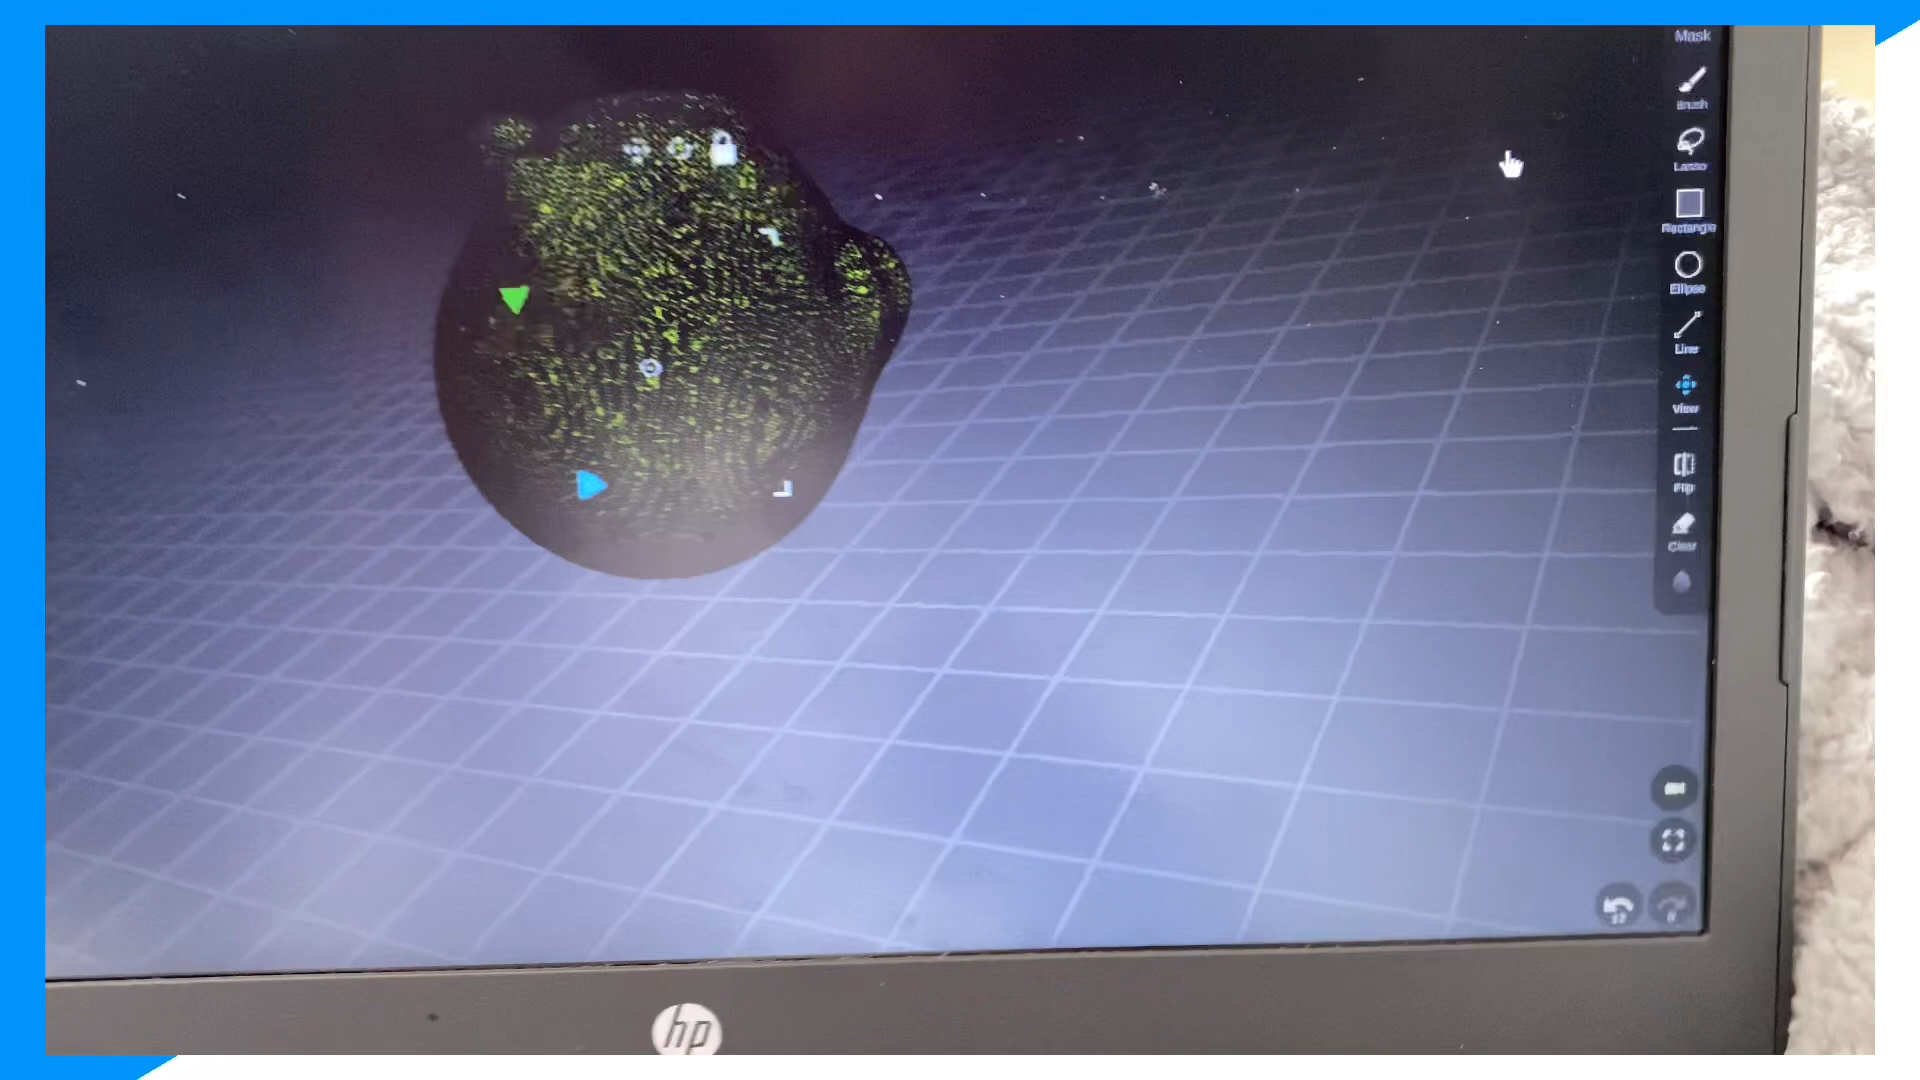 Mask
Brush
Lasso
Rectangle
Ellipse
Line
View
Flip
Clear
hp